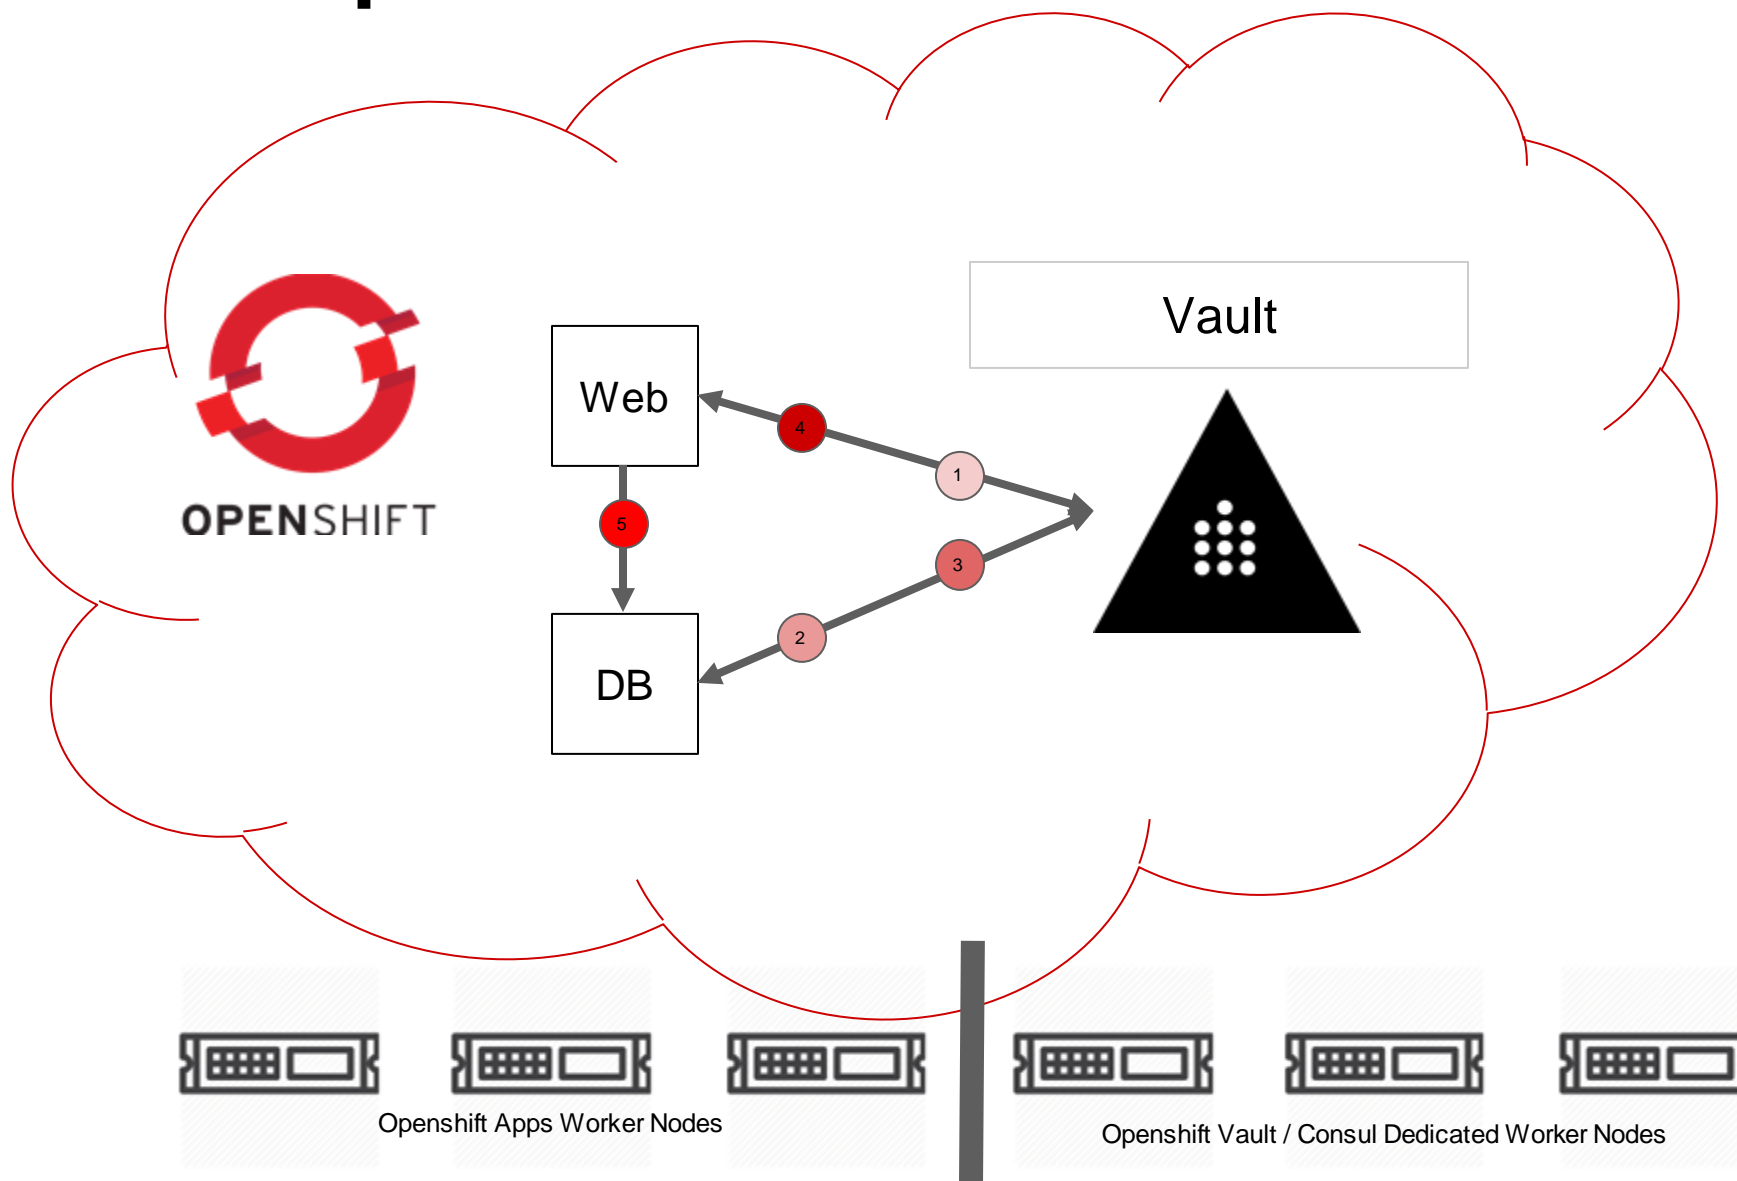 Vault
Web
4
1
OPENSHIFT
5
3
2
DB
Openshift Apps Worker Nodes
Openshift Vault / Consul Dedicated Worker Nodes